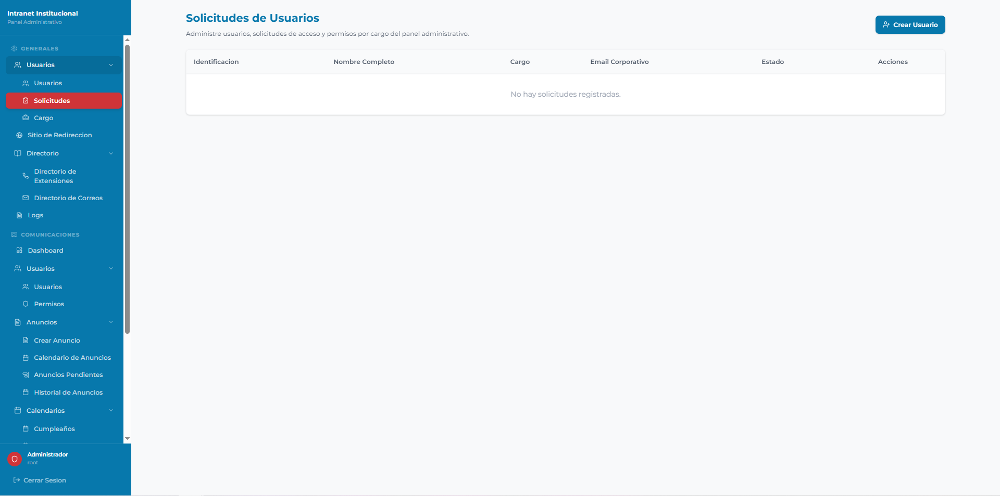 Intranet Institucional
Panel Administrativo
GENERALES
Usuarios
Usuarios
Solicitudes
Cargo
Sitio de Redireccion
Directorio
Directorio de
Extensiones
Directorio de Correos
Logs
COMUNICACIONES
Dashboard
Usuarios
Usuarios
Permisos
Anuncios
Crear Anuncio
Calendario de Anuncios
Anuncios Pendientes
Historial de Anuncios
Calendarios
Cumpleaños
Administrador
root
Cerrar Sesion
Solicitudes de Usuarios
Administre usuarios, solicitudes de acceso y permisos por cargo del panel administrativo.
Crear Usuario
Identificacion Nombre Completo Cargo Email Corporativo Estado Acciones
No hay solicitudes registradas.